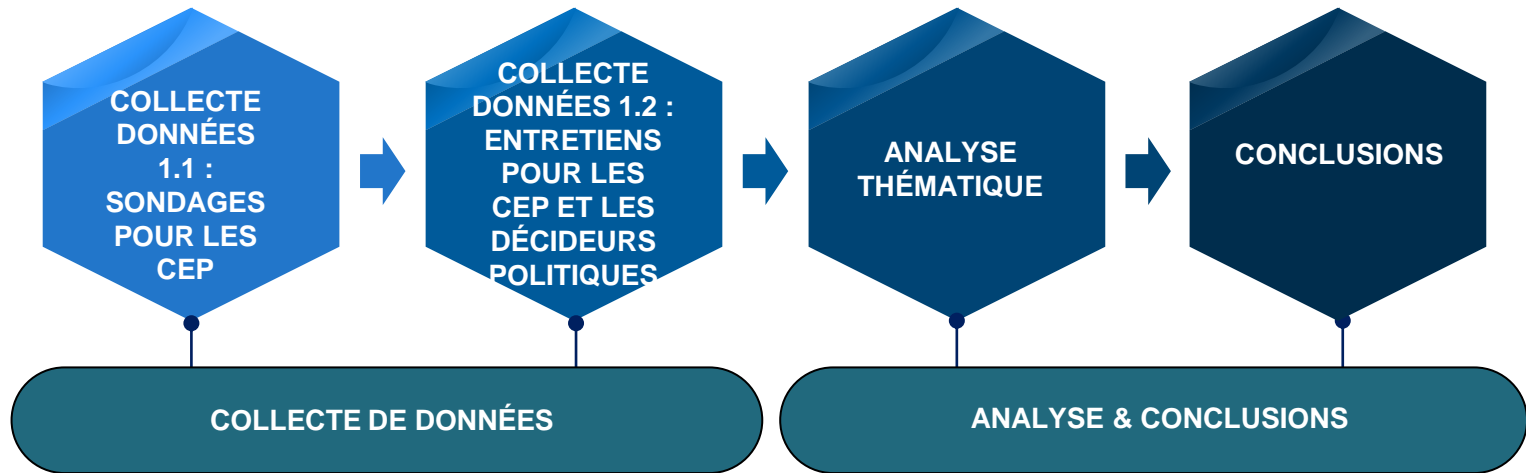 COLLECTE
DONNÉES
1.1 :
SONDAGES
POUR LES
CEP
COLLECTE
DONNÉES 1.2 :
ENTRETIENS
POUR LES
CEP ET LES
DÉCIDEURS
POLITIQUES
ANALYSE
THÉMATIQUE
CONCLUSIONS
COLLECTE DE DONNÉES
ANALYSE & CONCLUSIONS